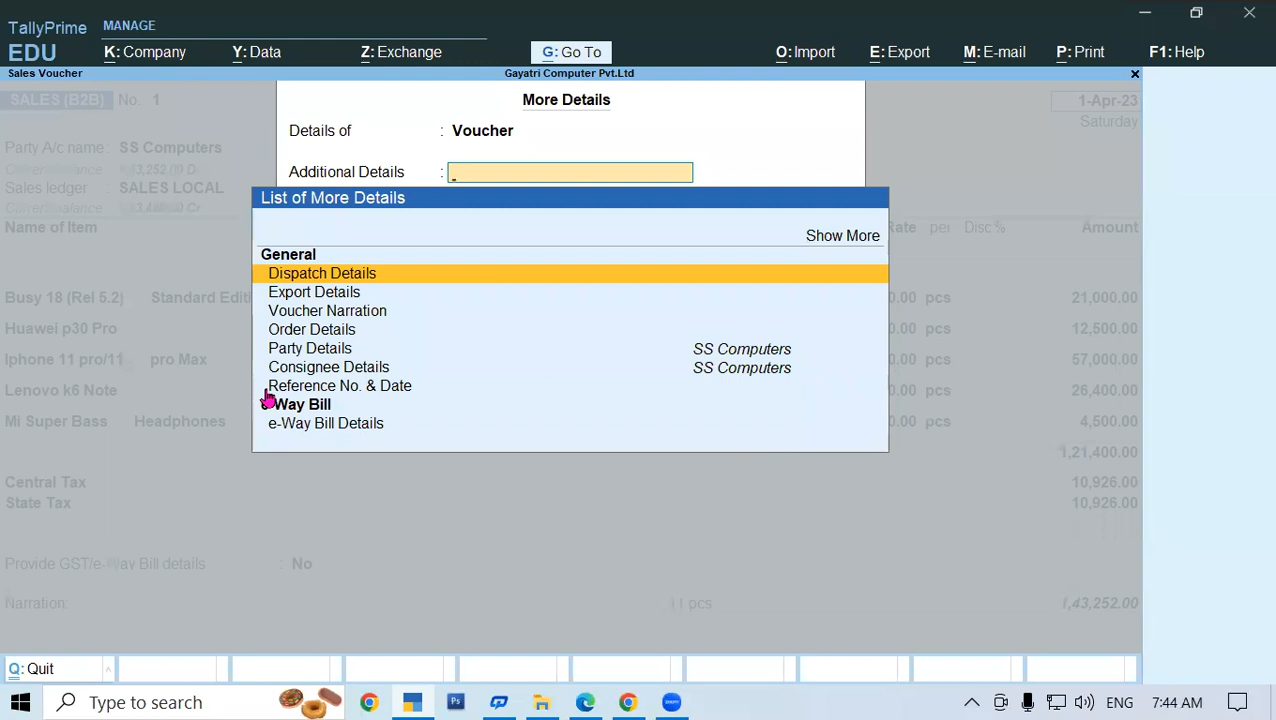 TallyPrime MANAGE
EDU K: Company Y: Data Z: Exchange G: Go To O: Import E: Export M: E-mail P: Print F1: Help
Sales Voucher Gayatri Computer Pvt.Ltd ×
SALES (B2B) No. 1 More Details 1-Apr-23
Saturday
Details of : Voucher
Party A/c name : SS Computers
Additional Details :
Sales ledger : SALES LOCAL
List of More Details
Name of Item Rate per Disc % Amount
Show More
General
Dispatch Details
Export Details
Busy 18 (Rel 5.2) Standard Editi 0.00 pcs 21,000.00
Voucher Narration
Huawei p30 Pro Order Details 0.00 pcs 12,500.00
Party Details SS Computers
Iphone 11 pro/11 pro Max 0.00 pcs 57,000.00
Consignee Details SS Computers
Lenovo k6 Note Reference No. & Date 0.00 pcs
e-Way Bill
Mi Super Bass Headphones e-Way Bill Details 0.00 pcs 4,500.00
1,21,400.00
Central Tax 10,926.00
State Tax 10,926.00
Provide GST/e-Way Bill details : No
Narration: 11 pcs 1,43,252.00
Q: Quit
Type to search ENG 7:44 AM